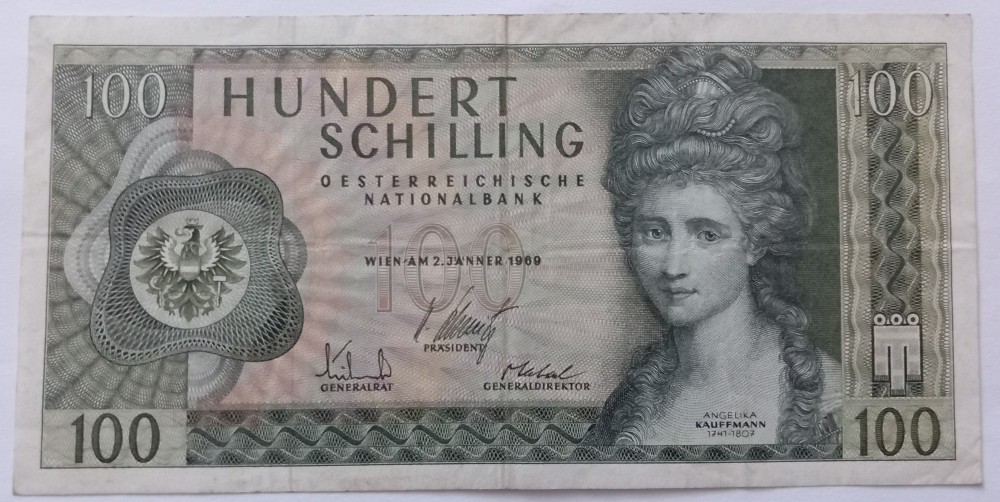 100
100
HUNDERT
SCHILLING
OESTERREICHISCHE
NATIONALBANK
100
WIEN·AM 2. JÄNNER 1969
PRÄSIDENT
GENERALRAT
GENERALDIREKTOR
ANGELIKA
KAUFFMANN
1741-1807
100
100